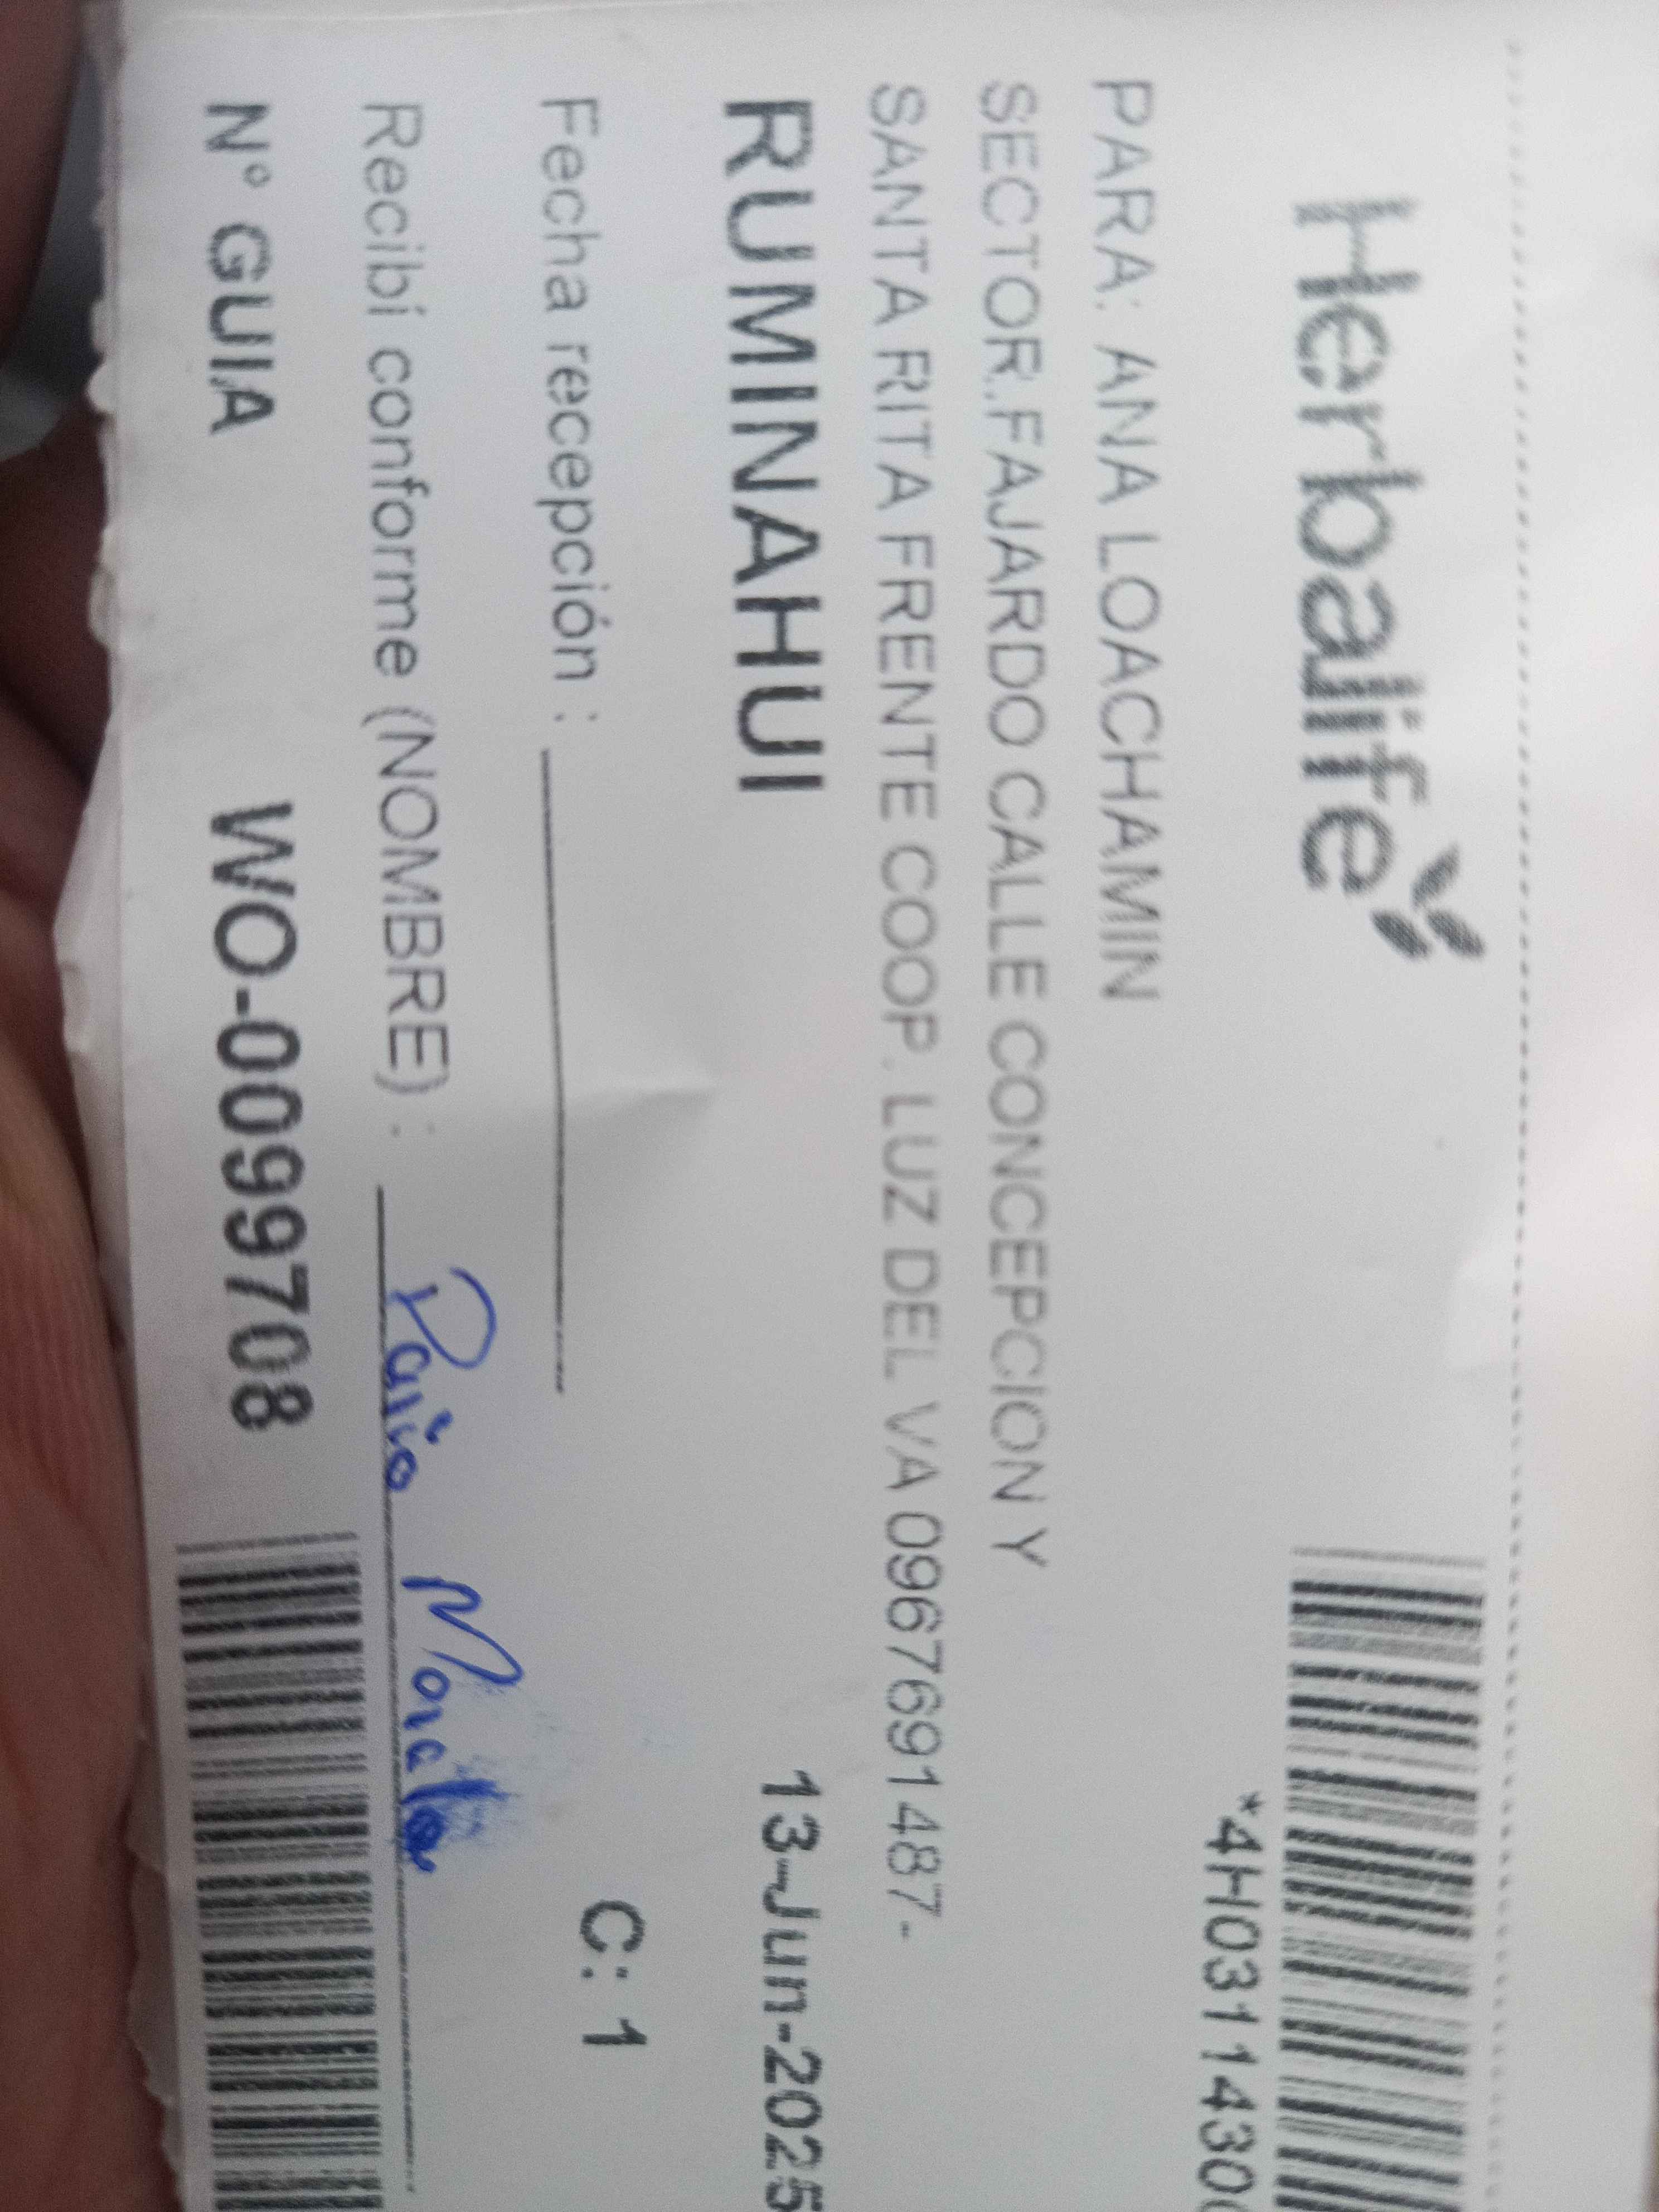 Herbalife
*4H0311430
PARA: ANA LOACHAMIN
SECTOR.FAJARDO CALLE CONCEPCION Y
SANTA RITA FRENTE COOP. LUZ DEL VA 0967691487-
RUMINAHUI 13-Jun-2025
Fecha recepción : C: 1
Recibí conforme (NOMBRE) :
N° GUIA WO-0099708